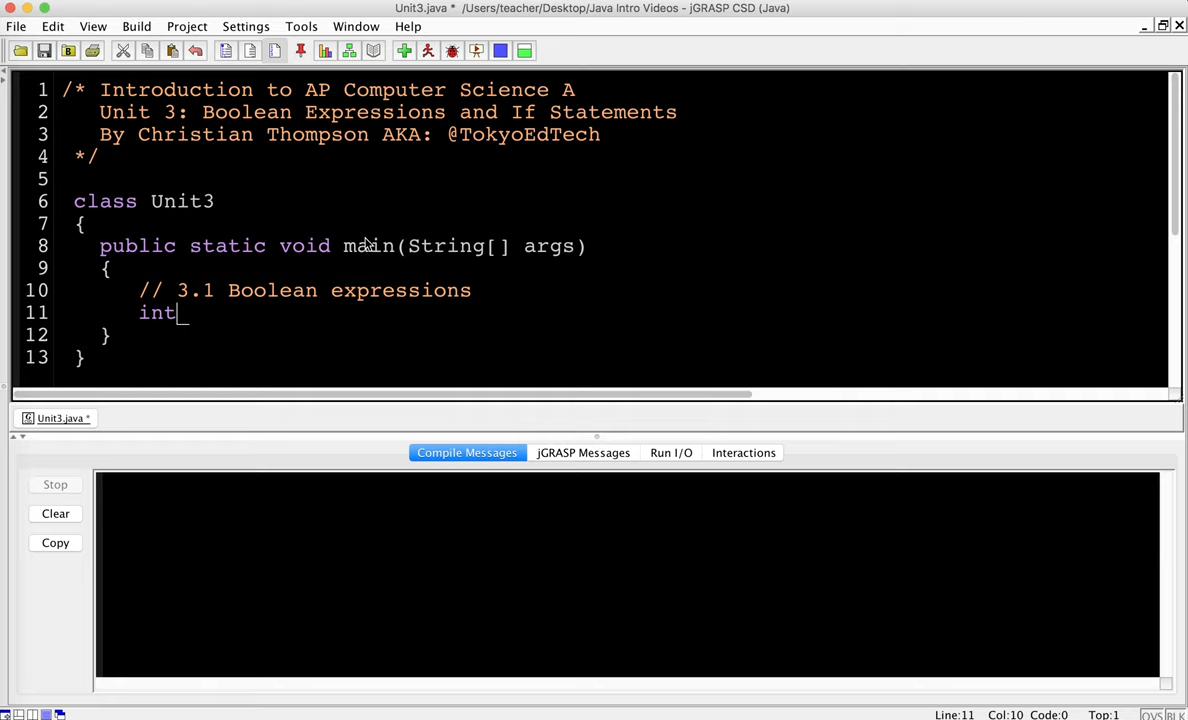 Unit3.java * /Users/teacher/Desktop/Java Intro Videos - jGRASP CSD (Java)
File Edit View Build Project Settings Tools Window Help
1 /* Introduction to AP Computer Science A
2 Unit 3: Boolean Expressions and If Statements
3 By Christian Thompson AKA: @TokyoEdTech
4 */
5
6 class Unit3
7 {
8 public static void main(String[] args)
9 {
10 // 3.1 Boolean expressions
11 int
12 }
13 }
Unit3.java *
Compile Messages jGRASP Messages Run I/O Interactions
Stop
Clear
Copy
Line:11 Col:10 Code:0 Top:1 OVS BLK